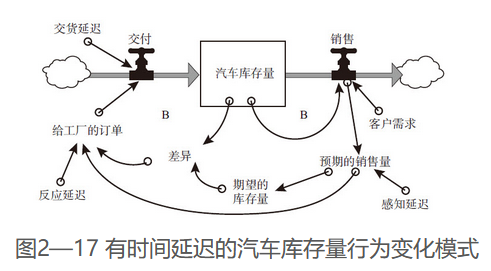 交货延迟
交付
销售
汽车库存量
B
B
给工厂的订单
客户需求
差异
预期的销售量
期望的
库存量
反应延迟
感知延迟
图2—17 有时间延迟的汽车库存量行为变化模式